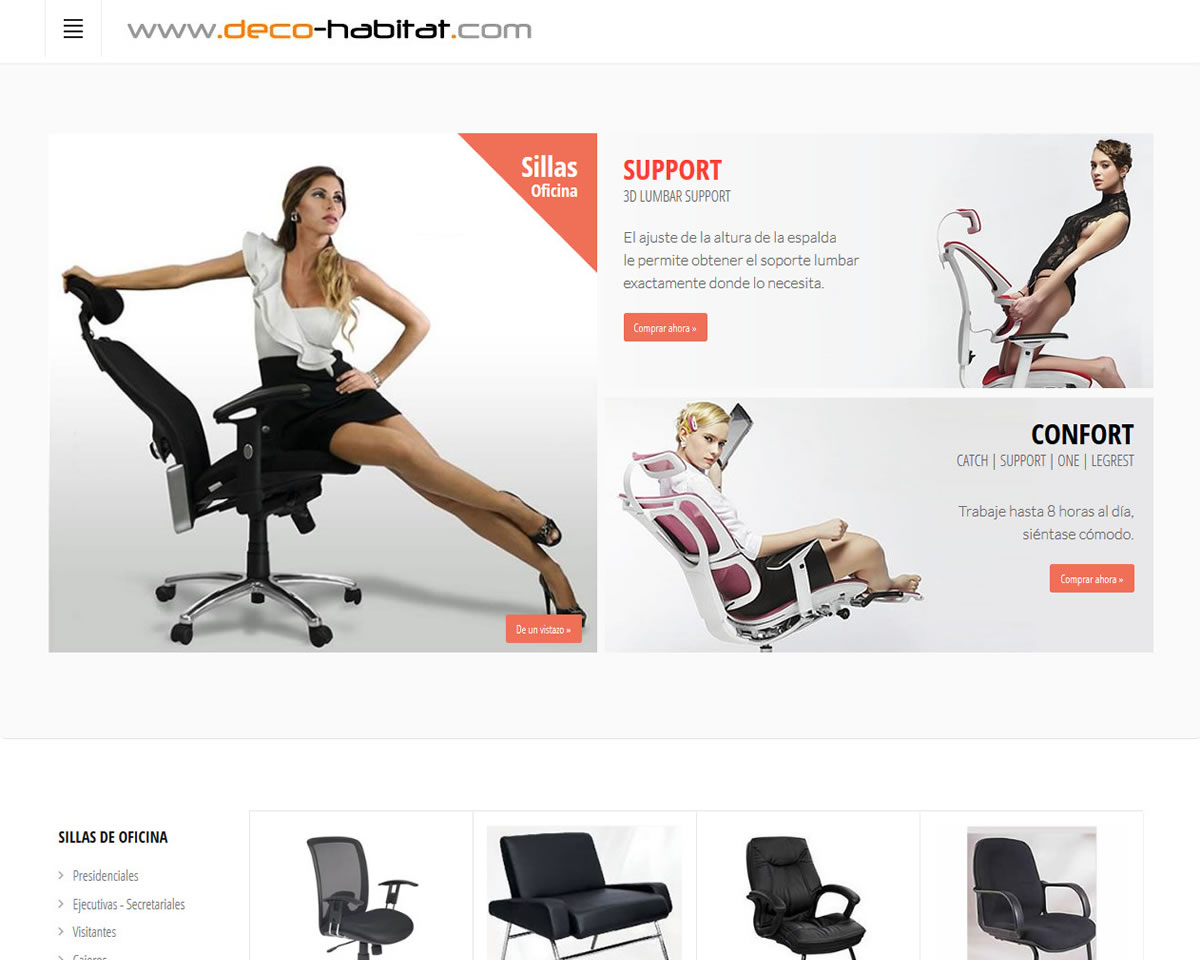 www.deco-habitat.com
Sillas
Oficina
De un vistazo »
SUPPORT
3D LUMBAR SUPPORT
El ajuste de la altura de la espalda
le permite obtener el soporte lumbar
exactamente donde lo necesita.
Comprar ahora »
CONFORT
CATCH | SUPPORT | ONE | LEGREST
Trabaje hasta 8 horas al día,
siéntase cómodo.
Comprar ahora »
SILLAS DE OFICINA
Presidenciales
Ejecutivas - Secretariales
Visitantes
Cajeros